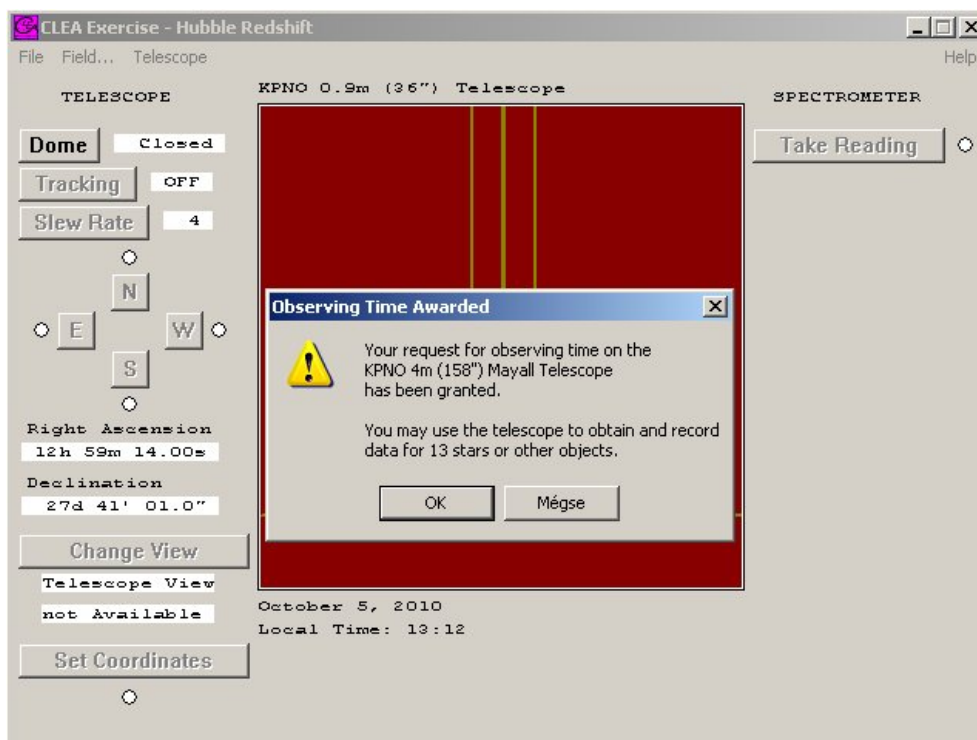 CLEA Exercise - Hubble Redshift
File Field... Telescope Help
TELESCOPE
KPNO 0.9m (36") Telescope
SPECTROMETER
Dome Closed
Take Reading
Tracking OFF
Slew Rate 4
N
E W
S
Observing Time Awarded
Your request for observing time on the
KPNO 4m (158") Mayall Telescope
has been granted.
You may use the telescope to obtain and record
data for 13 stars or other objects.
OK Mégse
Right Ascension
12h 59m 14.00s
Declination
27d 41' 01.0"
Change View
Telescope View
not Available
October 5, 2010
Local Time: 13:12
Set Coordinates